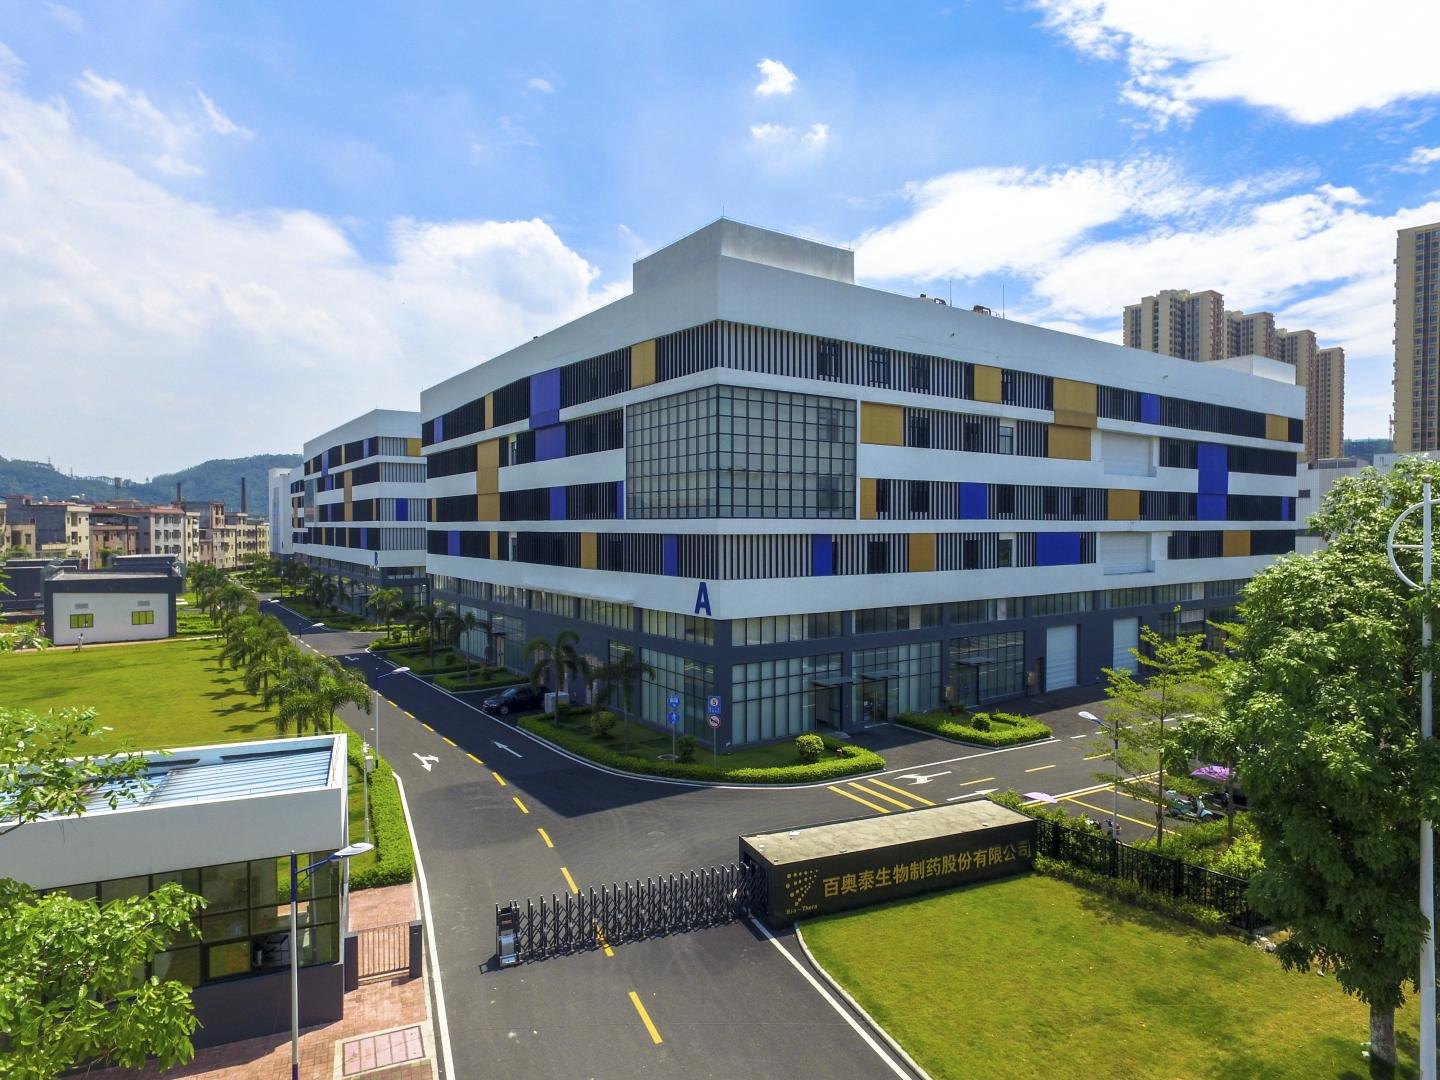 A
百奥泰生物制药股份有限公司
Bio-Thera